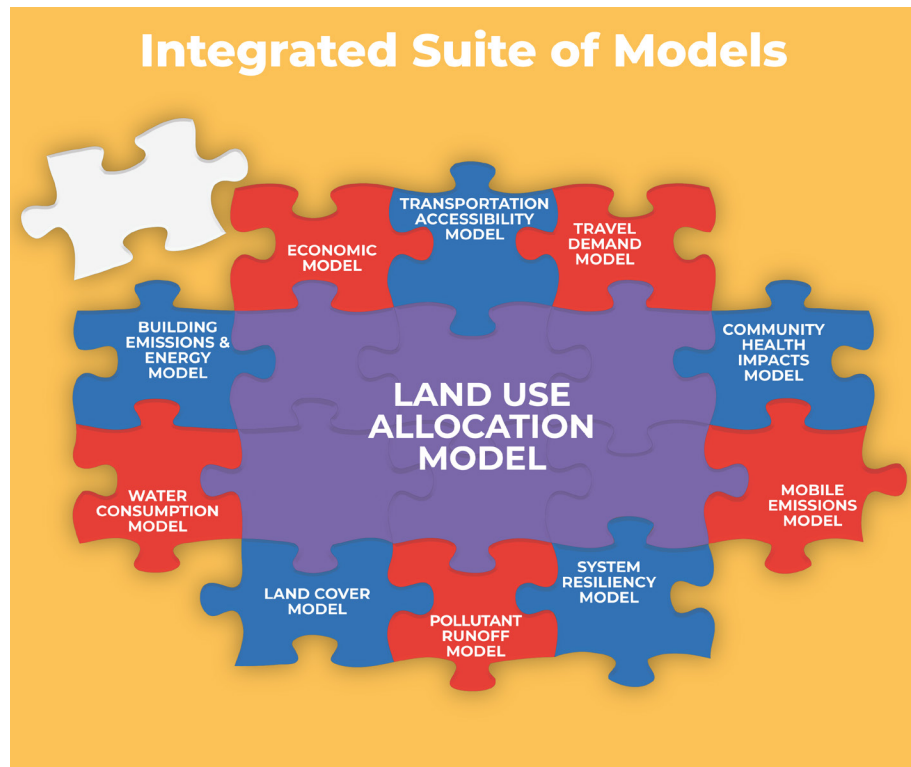 Integrated Suite of Models
TRANSPORTATION
ACCESSIBILITY
MODEL
ECONOMIC
MODEL
TRAVEL
DEMAND
MODEL
BUILDING
EMISSIONS &
ENERGY
MODEL
COMMUNITY
HEALTH
IMPACTS
MODEL
LAND USE
ALLOCATION
MODEL
WATER
CONSUMPTION
MODEL
MOBILE
EMISSIONS
MODEL
LAND COVER
MODEL
POLLUTANT
RUNOFF
MODEL
SYSTEM
RESILIENCY
MODEL